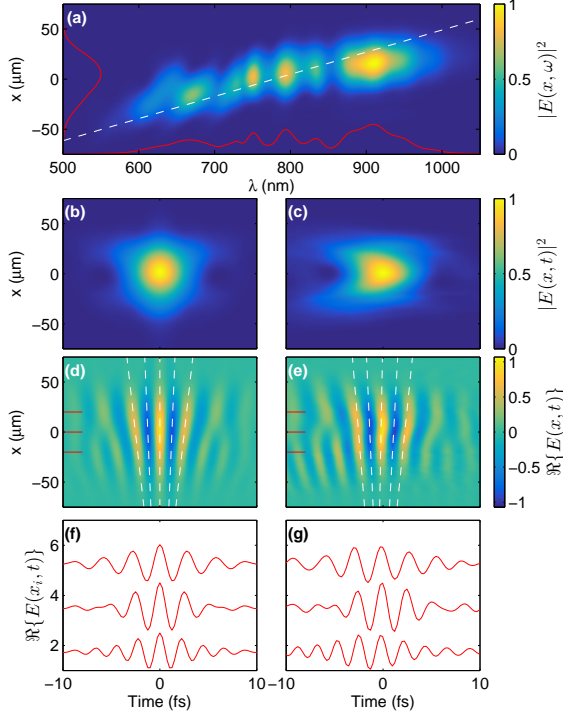 (a)
x (μm)
50
0
−50
500
600
700
800
900
1000
λ (nm)
1
0.5
0
|E(x, ω)|²
(b)
(c)
x (μm)
50
0
−50
1
0.5
0
|E(x, t)|²
(d)
(e)
x (μm)
50
0
−50
1
0.5
0
−0.5
−1
ℜ{E(x, t)}
(f)
(g)
ℜ{E(xᵢ, t)}
6
4
2
−10
0
10
−10
0
10
Time (fs)
Time (fs)